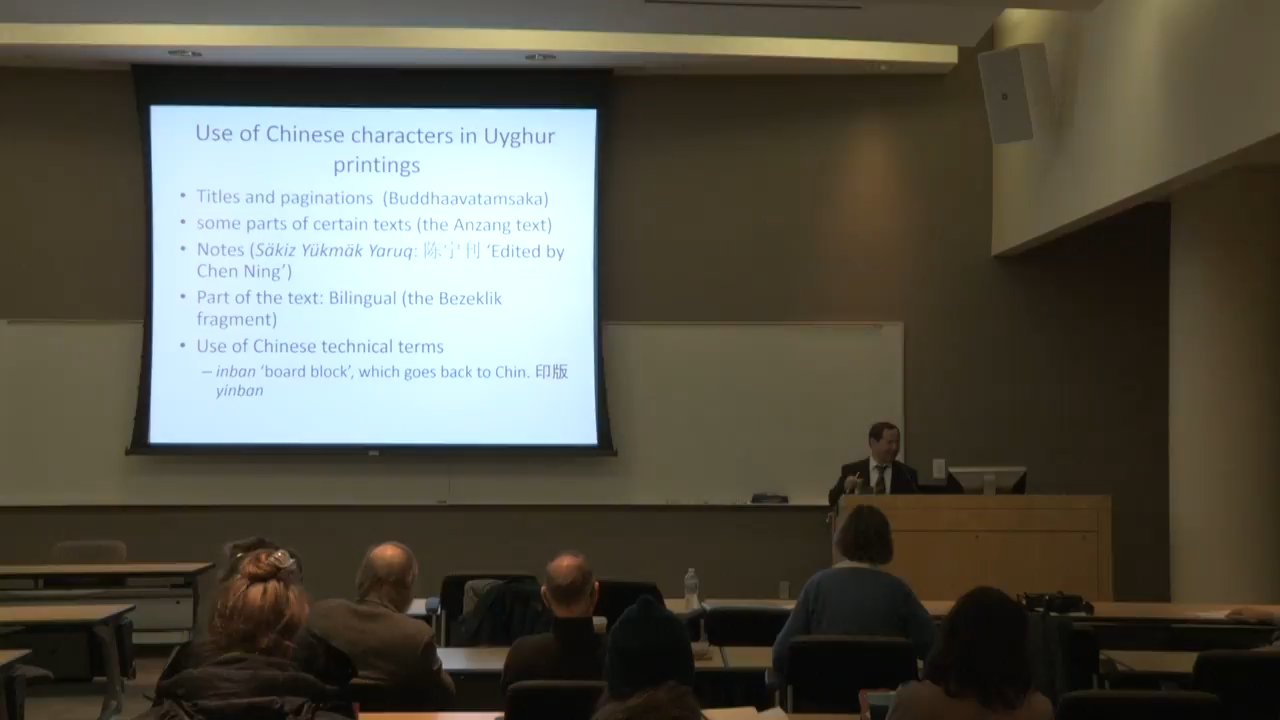 Use of Chinese characters in Uyghur
printings
• Titles and paginations (Buddhaavatamsaka)
• some parts of certain texts (the Anzang text)
• Notes (Säkiz Yükmäk Yaruq: 陈宁刊 ‘Edited by
Chen Ning’)
• Part of the text: Bilingual (the Bezeklik
fragment)
• Use of Chinese technical terms
– inban ‘board block’, which goes back to Chin. 印版
yinban